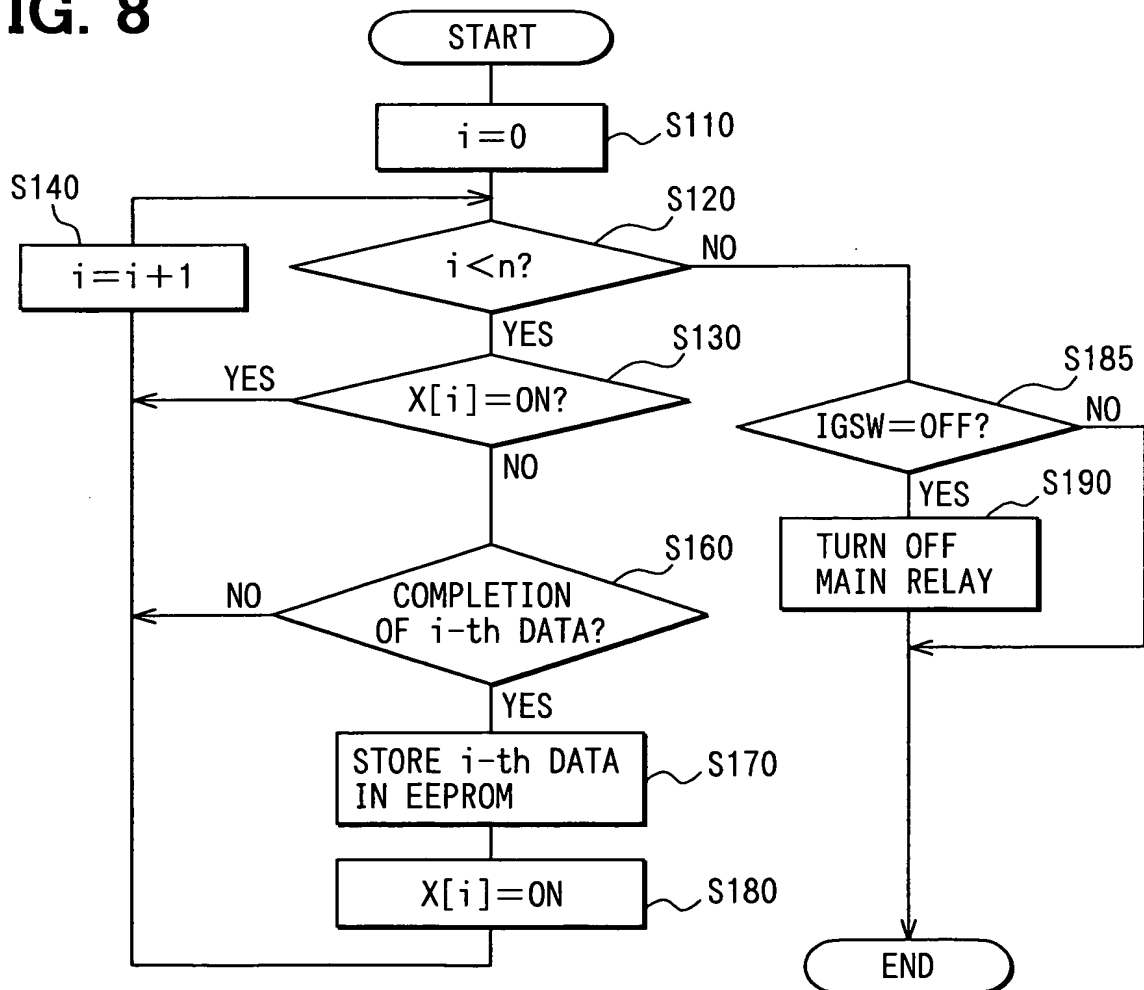 IG. 8
START
i=0
S110
S140
i=i+1
S120
i<n?
NO
YES
S130
X[i]=ON?
YES
NO
S185
IGSW=OFF?
NO
YES
S190
TURN OFF
MAIN RELAY
S160
COMPLETION
OF i-th DATA?
NO
YES
STORE i-th DATA
IN EEPROM
S170
X[i]=ON
S180
END